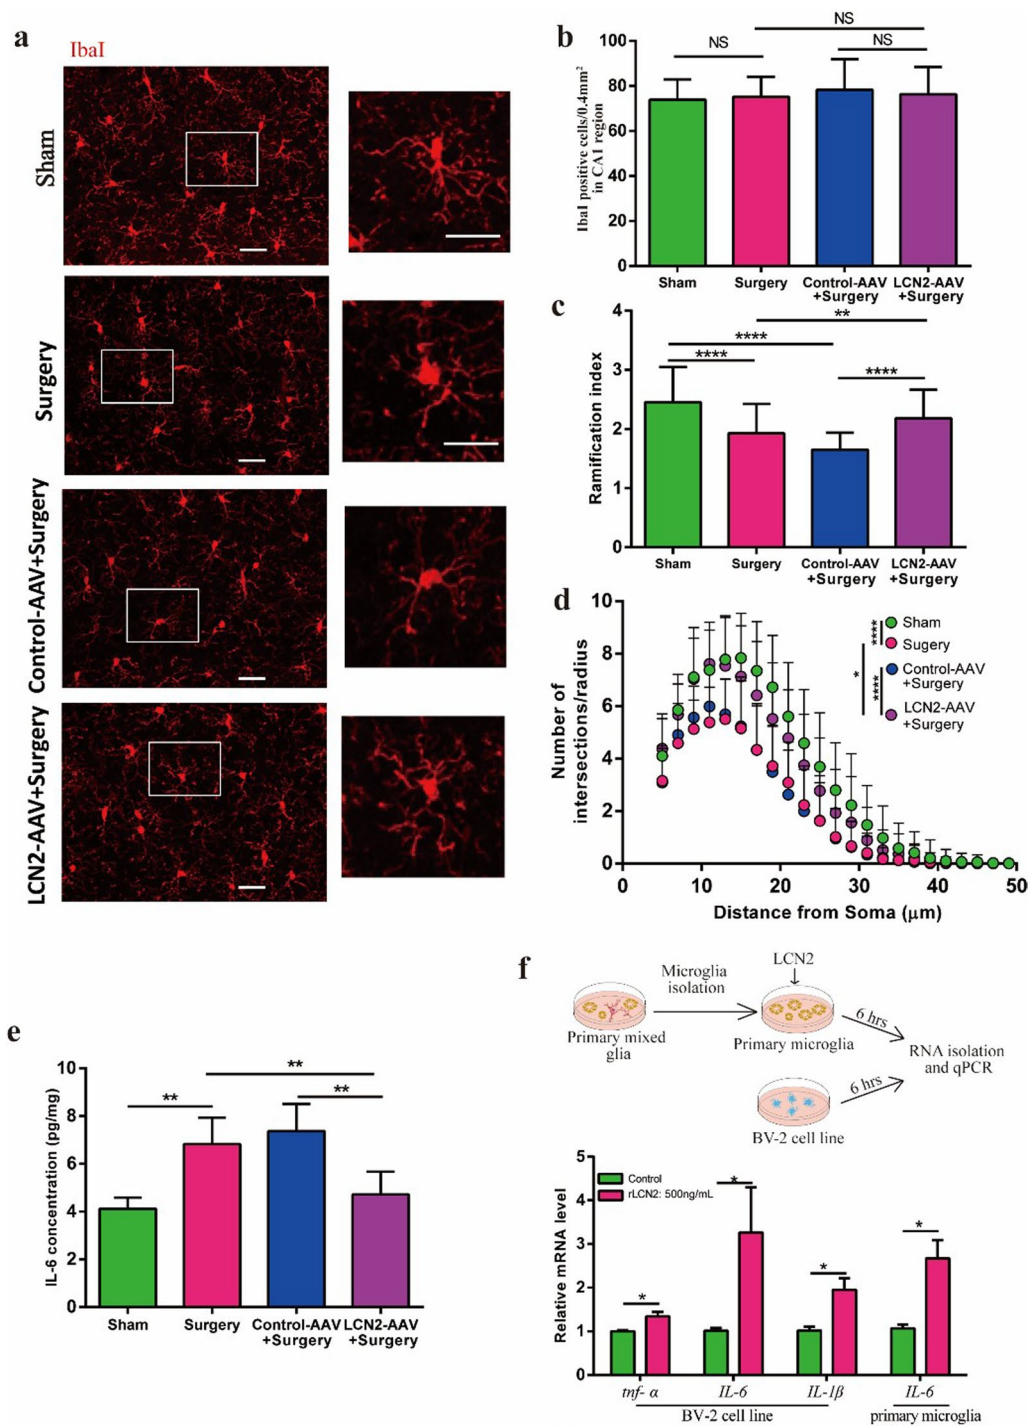 a
IbaI
Sham
Surgery
Control-AAV+Surgery
LCN2-AAV+Surgery
b
IbaI positive cells/0.4mm²
in CA1 region
100
80
60
40
20
0
NS
NS
NS
Sham
Surgery
Control-AAV
+Surgery
LCN2-AAV
+Surgery
c
Ramification index
4
3
2
1
0
**
****
****
****
Sham
Surgery
Control-AAV
+Surgery
LCN2-AAV
+Surgery
d
Number of
intersections/radius
10
8
6
4
2
0
0
10
20
30
40
50
Distance from Soma (μm)
****
*
****
Sham
Sugery
Control-AAV
+Surgery
LCN2-AAV
+Surgery
e
IL-6 concentration (pg/mg)
10
8
6
4
2
0
**
**
**
Sham
Surgery
Control-AAV
+Surgery
LCN2-AAV
+Surgery
f
LCN2
Microglia
isolation
Primary mixed
glia
Primary microglia
6 hrs
6 hrs
RNA isolation
and qPCR
BV-2 cell line
Relative mRNA level
5
4
3
2
1
0
Control
rLCN2: 500ng/mL
*
*
*
*
tnf- α
IL-6
IL-1β
IL-6
BV-2 cell line
primary microglia